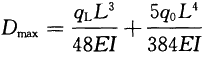 D_max = q_L L^3 / 48EI + 5q_0 L^4 / 384EI